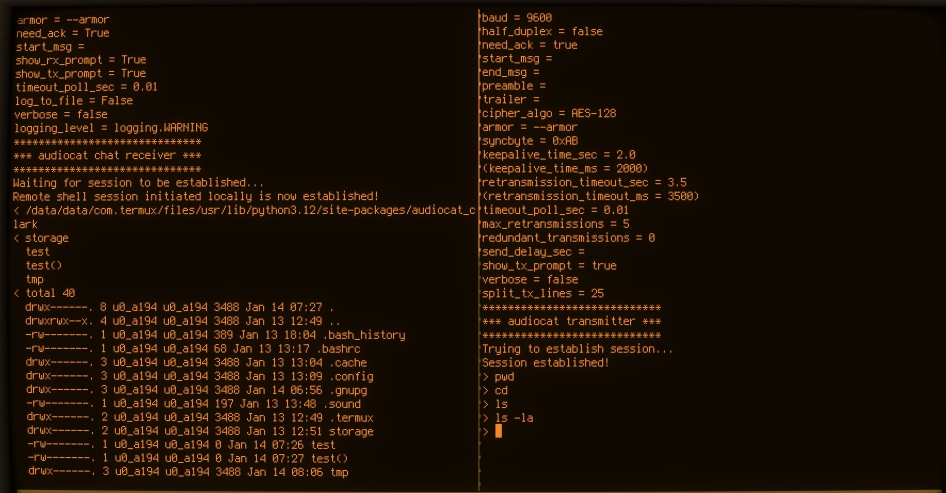 armor = --armor
need_ack = True
start_msg =
show_rx_prompt = True
show_tx_prompt = True
timeout_poll_sec = 0.01
log_to_file = False
verbose = false
logging_level = logging.WARNING
******************************
*** audiocat chat receiver ***
******************************
Waiting for session to be established...
Remote shell session initiated locally is now established!
< /data/data/com.termux/files/usr/lib/python3.12/site-packages/audiocat_c
lark
< storage
test
test()
tmp
< total 40
drwx------. 8 u0_a194 u0_a194 3488 Jan 14 07:27 .
drwxrwx--x. 4 u0_a194 u0_a194 3488 Jan 13 12:49 ..
-rw-------. 1 u0_a194 u0_a194 389 Jan 13 18:04 .bash_history
-rw-------. 1 u0_a194 u0_a194 68 Jan 13 13:17 .bashrc
drwx------. 3 u0_a194 u0_a194 3488 Jan 13 13:04 .cache
drwx------. 3 u0_a194 u0_a194 3488 Jan 13 13:09 .config
drwx------. 3 u0_a194 u0_a194 3488 Jan 14 06:56 .gnupg
-rw-------. 1 u0_a194 u0_a194 197 Jan 13 13:48 .sound
drwx------. 2 u0_a194 u0_a194 3488 Jan 13 12:49 .termux
drwx------. 2 u0_a194 u0_a194 3488 Jan 13 12:51 storage
-rw-------. 1 u0_a194 u0_a194 0 Jan 14 07:26 test
-rw-------. 1 u0_a194 u0_a194 0 Jan 14 07:27 test()
drwx------. 3 u0_a194 u0_a194 3488 Jan 14 08:06 tmp
baud = 9600
half_duplex = false
need_ack = true
start_msg =
end_msg =
preamble =
trailer =
cipher_algo = AES-128
armor = --armor
syncbyte = 0xAB
keepalive_time_sec = 2.0
(keepalive_time_ms = 2000)
retransmission_timeout_sec = 3.5
(retransmission_timeout_ms = 3500)
timeout_poll_sec = 0.01
max_retransmissions = 5
redundant_transmissions = 0
send_delay_sec =
show_tx_prompt = true
verbose = false
split_tx_lines = 25
****************************
*** audiocat transmitter ***
****************************
Trying to establish session...
Session established!
> pwd
> cd
> ls
> ls -la
>